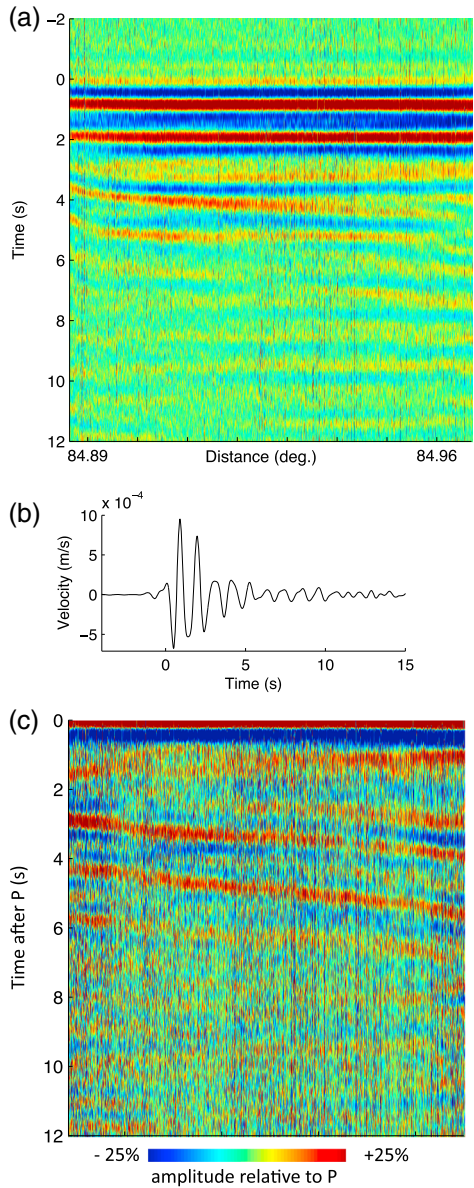 (a)
−2
0
2
4
6
8
10
12
Time (s)
84.89
Distance (deg.)
84.96
(b)
x 10⁻⁴
10
5
0
−5
Velocity (m/s)
0
5
10
15
Time (s)
(c)
0
2
4
6
8
10
12
Time after P (s)
- 25%
+25%
amplitude relative to P